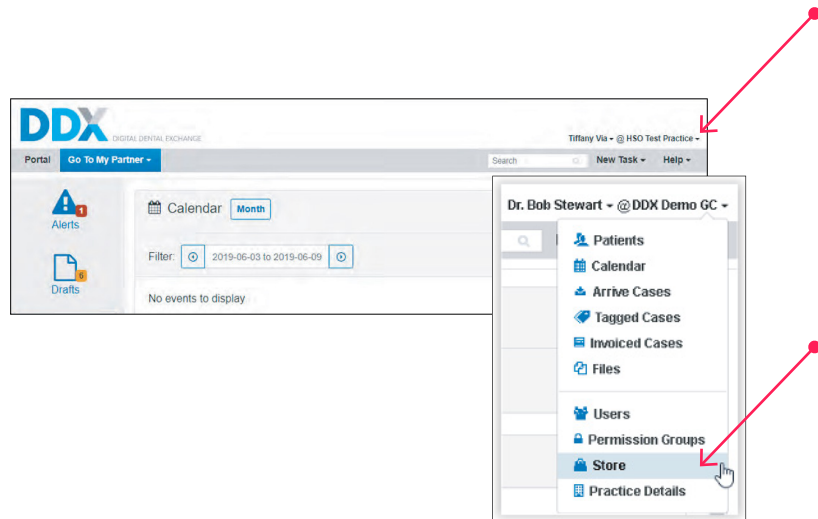 DDX
DIGITAL DENTAL EXCHANGE
Tiffany Via @ HSO Test Practice
Portal Go To My Partner Search New Task Help
1
Alerts
Calendar Month
Filter: 2019-06-03 to 2019-06-09
6
Drafts
No events to display
Dr. Bob Stewart @ DDX Demo GC
Patients
Calendar
Arrive Cases
Tagged Cases
Invoiced Cases
Files
Users
Permission Groups
Store
Practice Details